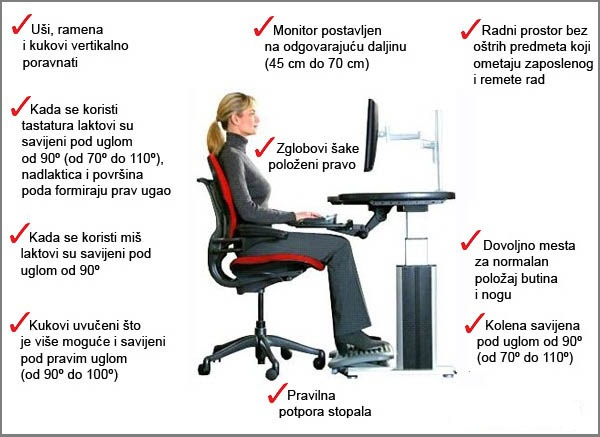 Uši, ramena
i kukovi vertikalno
poravnati
Monitor postavljen
na odgovarajuću daljinu
(45 cm do 70 cm)
Radni prostor bez
oštrih predmeta koji
ometaju zaposlenog
i remete rad
Kada se koristi
tastatura laktovi su
savijeni pod uglom
od 90º (od 70º do 110º),
nadlaktica i površina
poda formiraju prav ugao
Zglobovi šake
položeni pravo
Kada se koristi miš
laktovi su savijeni pod
uglom od 90º
Dovoljno mesta
za normalan
položaj butina
i nogu
Kukovi uvučeni što
je više moguće i savijeni
pod pravim uglom
(od 90º do 100º)
Kolena savijena
pod uglom od 90º
(od 70º do 110º)
Pravilna
potpora stopala